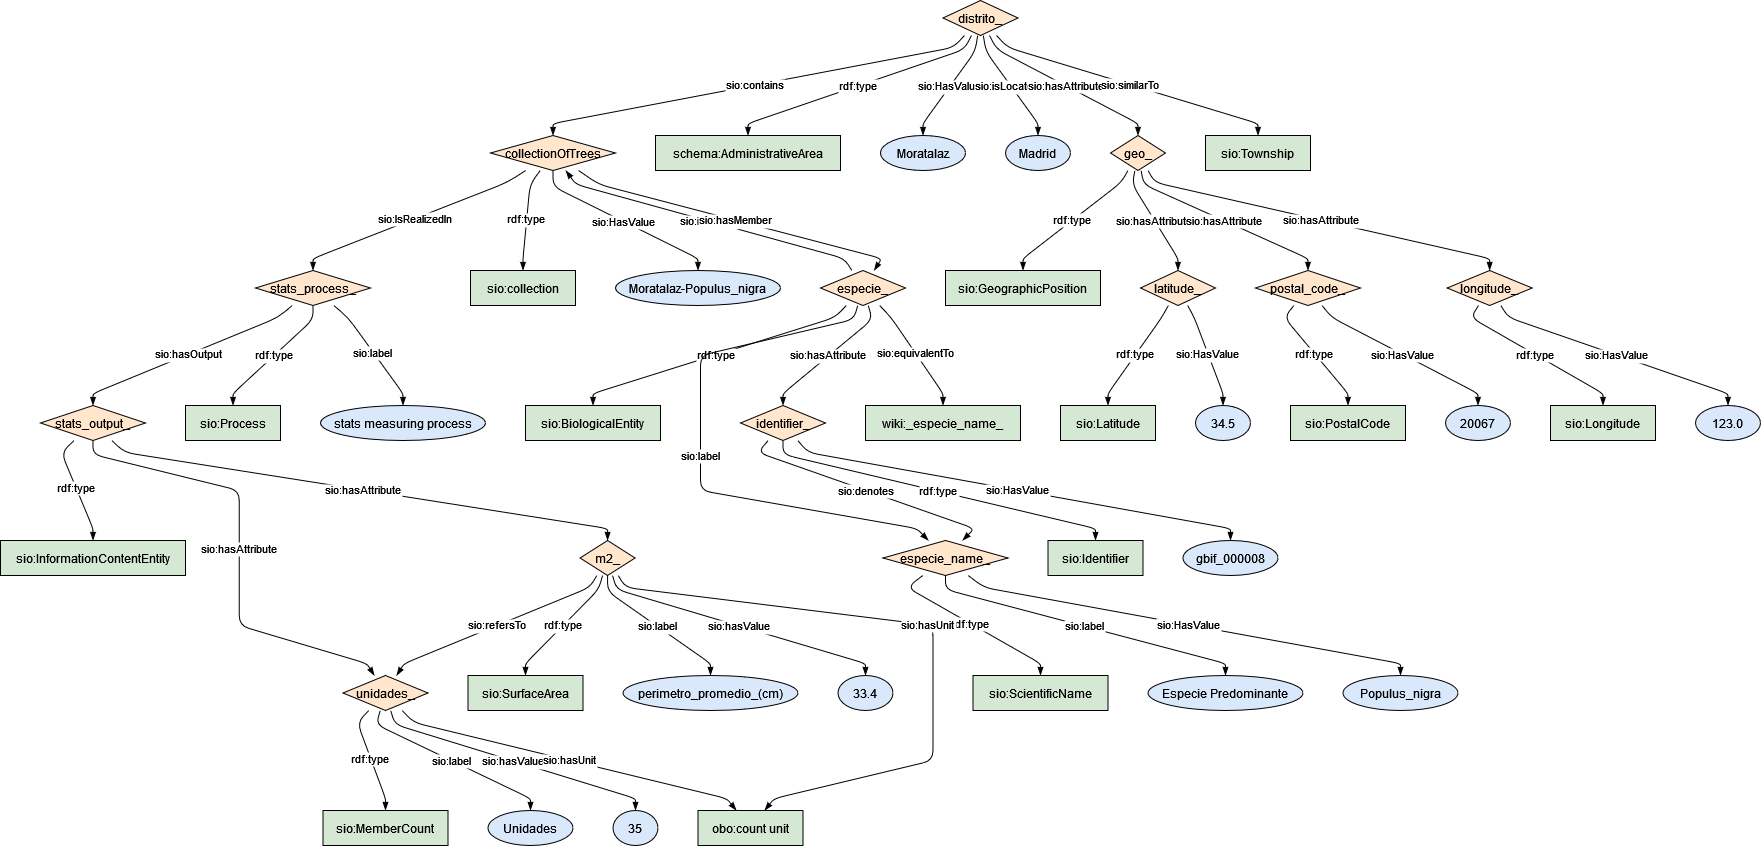 distrito_
sio:contains
rdf:type
sio:HasValu
sio:isLocat
sio:hasAttribute
sio:similarTo
collectionOfTrees
schema:AdministrativeArea
Moratalaz
Madrid
geo_
sio:Township
sio:IsRealizedIn
rdf:type
sio:HasValue
sio:
sio:hasMember
rdf:type
sio:hasAttribut
sio:hasAttribute
sio:hasAttribute
stats_process_
sio:collection
Moratalaz-Populus_nigra
especie_
sio:GeographicPosition
latitude_
postal_code_
longitude_
sio:hasOutput
rdf:type
sio:label
rdf:type
sio:hasAttribute
sio:equivalentTo
rdf:type
sio:HasValue
rdf:type
sio:HasValue
rdf:type
sio:HasValue
stats_output_
sio:Process
stats measuring process
sio:BiologicalEntity
identifier_
wiki:_especie_name_
sio:Latitude
34.5
sio:PostalCode
20067
sio:Longitude
123.0
sio:label
rdf:type
sio:hasAttribute
sio:denotes
rdf:type
sio:HasValue
sio:hasAttribute
sio:InformationContentEntity
m2_
especie_name_
sio:Identifier
gbif_000008
sio:refersTo
rdf:type
sio:label
sio:hasValue
sio:hasUnit
df:type
sio:label
sio:HasValue
unidades_
sio:SurfaceArea
perimetro_promedio_(cm)
33.4
sio:ScientificName
Especie Predominante
Populus_nigra
rdf:type
sio:label
sio:hasValue
sio:hasUnit
sio:MemberCount
Unidades
35
obo:count unit